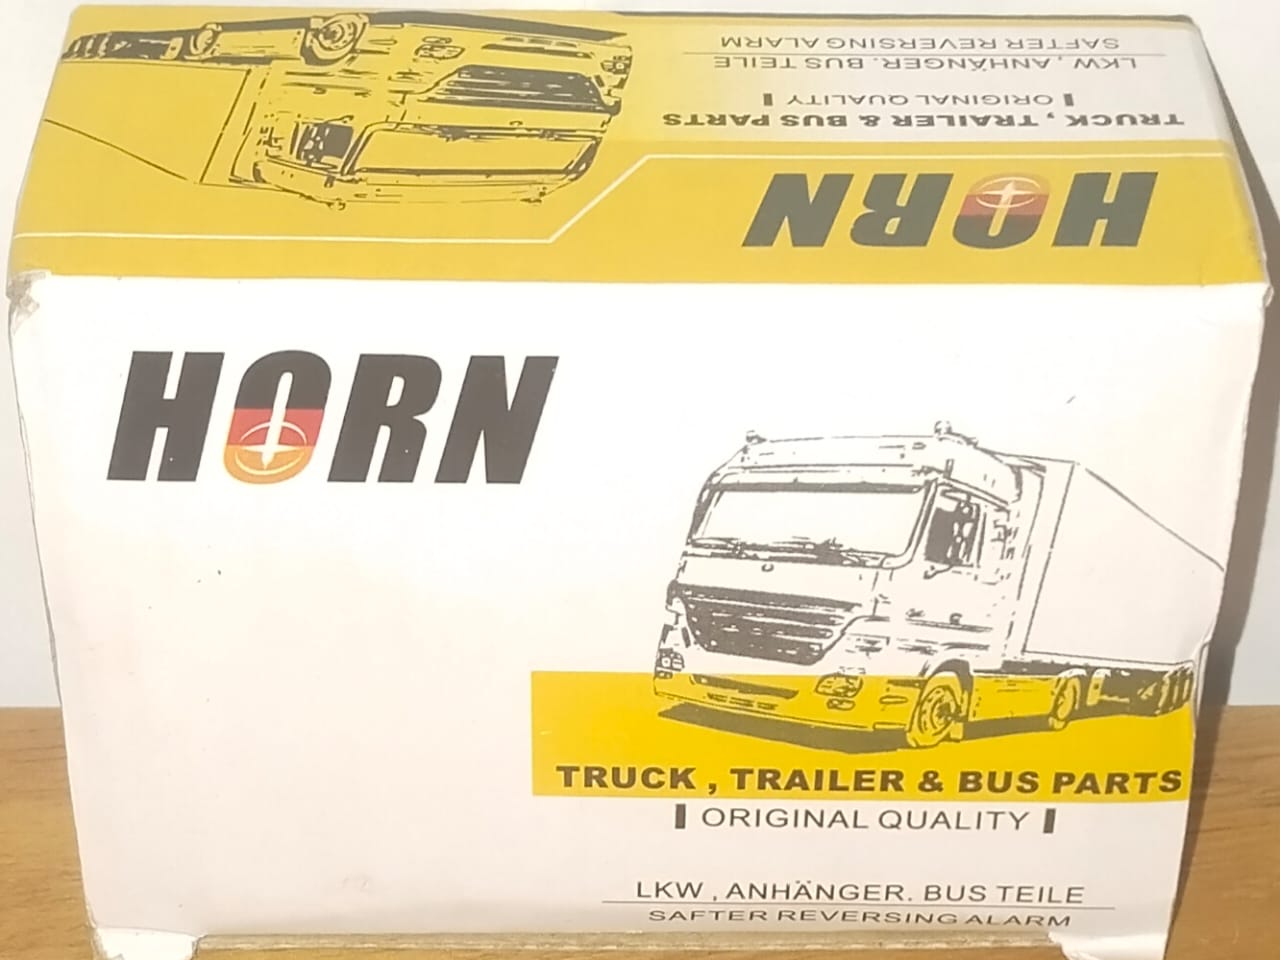 SAFTER REVERSING ALARM
LKW , ANHÄNGER. BUS TEILE
ORIGINAL QUALITY
TRUCK , TRAILER & BUS PARTS
HORN
HORN
TRUCK , TRAILER & BUS PARTS
ORIGINAL QUALITY
LKW , ANHÄNGER. BUS TEILE
SAFTER REVERSING ALARM